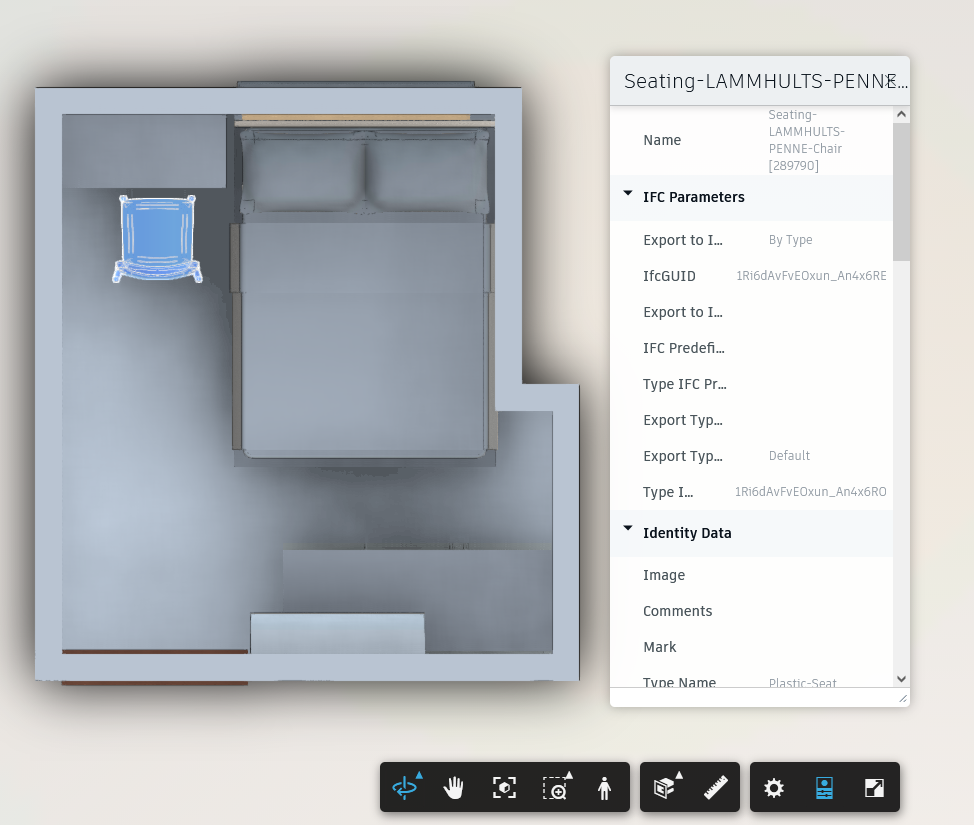 Seating-LAMMHULTS-PENNE...
Name
Seating-
LAMMHULTS-
PENNE-Chair
[289790]
IFC Parameters
Export to I...
By Type
IfcGUID
1Ri6dAvFvEOxun_An4x6RE
Export to I...
IFC Predefi...
Type IFC Pr...
Export Typ...
Export Typ...
Default
Type I...
1Ri6dAvFvEOxun_An4x6RO
Identity Data
Image
Comments
Mark
Type Name
Plastic-Seat